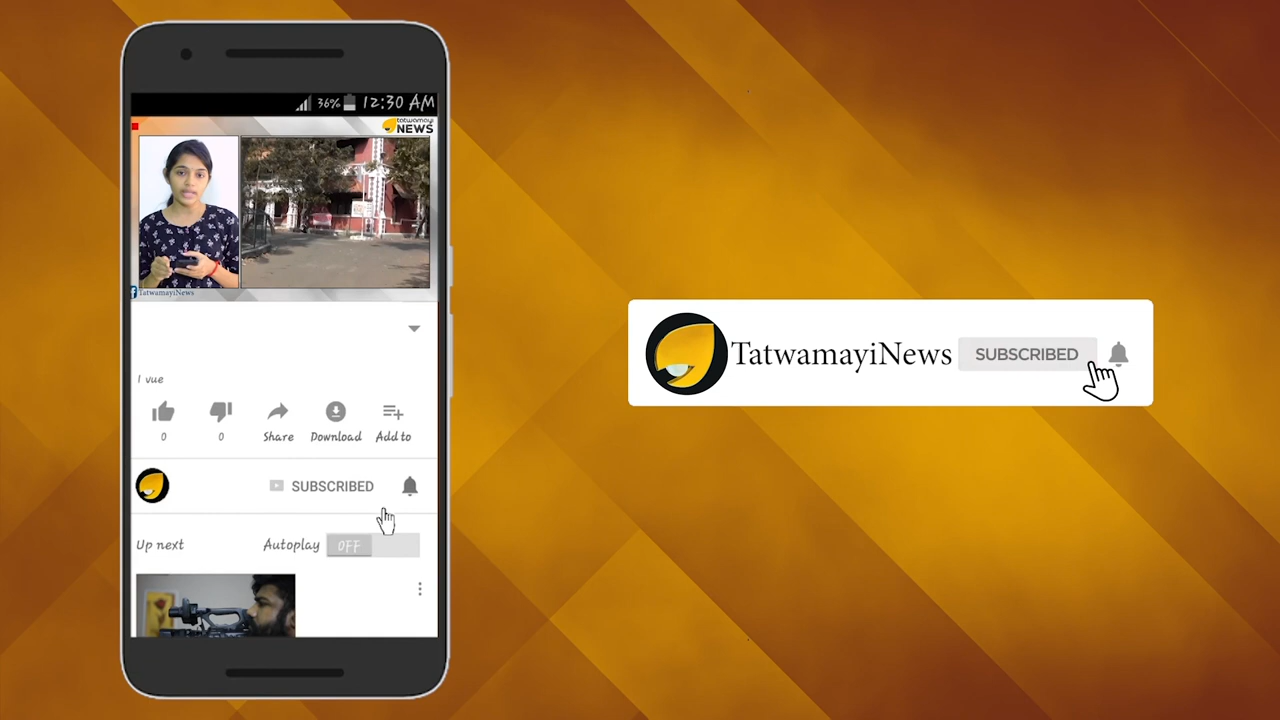 36%
12:30 AM
tatwamayi
NEWS
TatwamayiNews
1 vue
0
0
Share
Download
Add to
SUBSCRIBED
Up next
Autoplay
OFF
TatwamayiNews
SUBSCRIBED